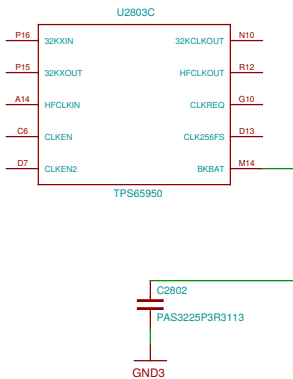 U2803C
P16 32KXIN 32KCLKOUT N10
P15 32KXOUT HFCLKOUT R12
A14 HFCLKIN CLKREQ G10
C6 CLKEN CLK256FS D13
D7 CLKEN2 BKBAT M14
TPS65950
C2802
PAS3225P3R3113
GND3